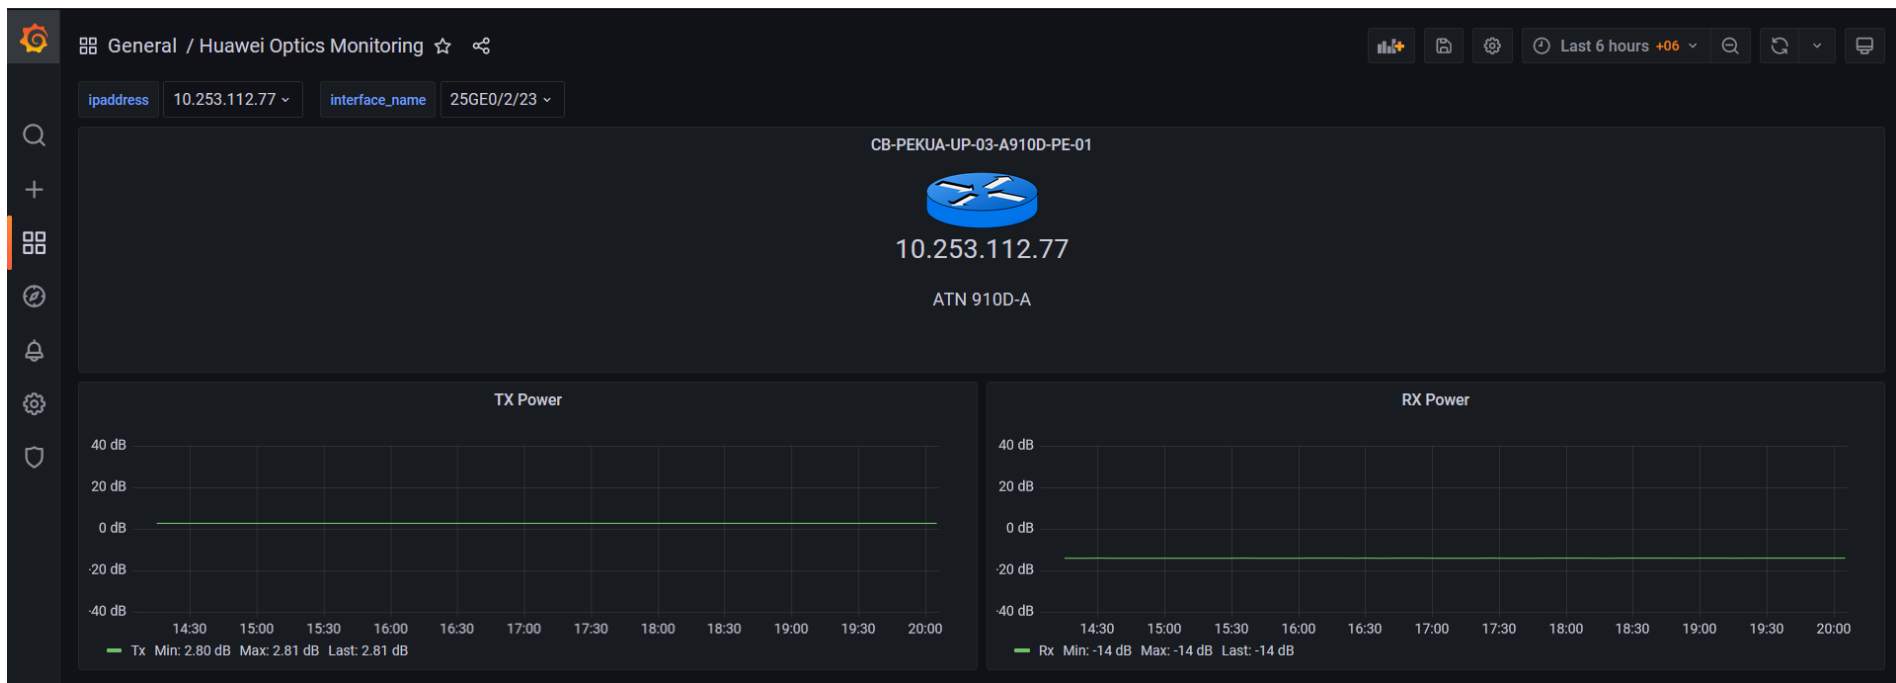 General / Huawei Optics Monitoring
Last 6 hours +06
ipaddress 10.253.112.77 interface_name 25GE0/2/23
CB-PEKUA-UP-03-A910D-PE-01
10.253.112.77
ATN 910D-A
TX Power
40 dB
20 dB
0 dB
-20 dB
-40 dB
14:30 15:00 15:30 16:00 16:30 17:00 17:30 18:00 18:30 19:00 19:30 20:00
Tx Min: 2.80 dB Max: 2.81 dB Last: 2.81 dB
RX Power
40 dB
20 dB
0 dB
-20 dB
-40 dB
14:30 15:00 15:30 16:00 16:30 17:00 17:30 18:00 18:30 19:00 19:30 20:00
Rx Min: -14 dB Max: -14 dB Last: -14 dB